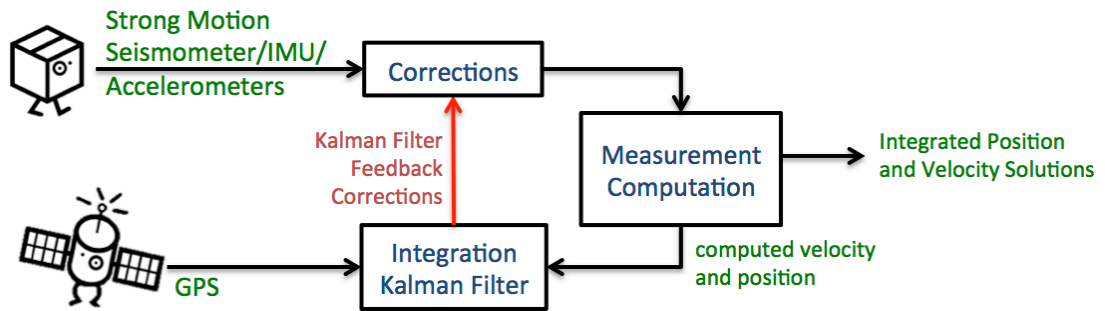 Strong Motion
Seismometer/IMU/
Accelerometers
Corrections
Kalman Filter
Feedback
Corrections
Measurement
Computation
Integrated Position
and Velocity Solutions
GPS
Integration
Kalman Filter
computed velocity
and position